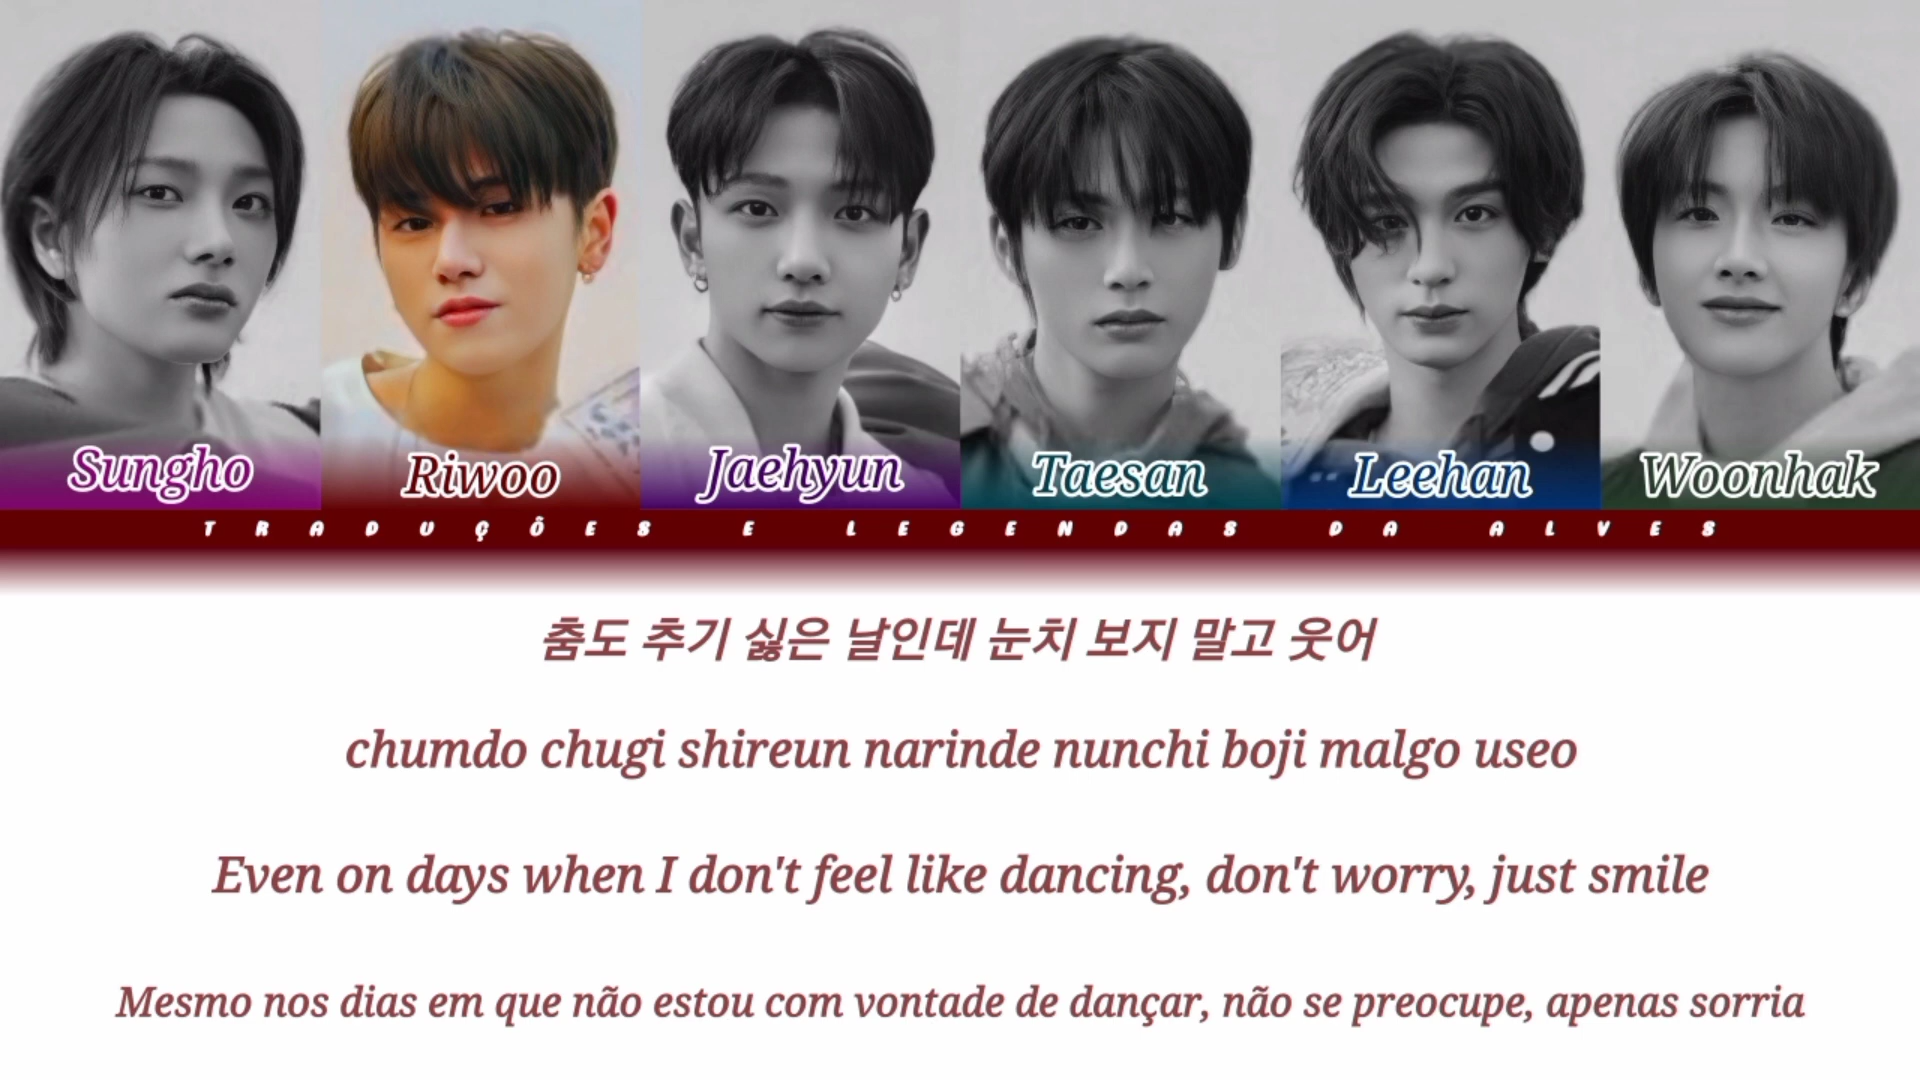 Sungho Riwoo Jaehyun Taesan Leehan Woonhak
TRADUÇÕES E LEGENDAS DA ALVES
춤도 추기 싫은 날인데 눈치 보지 말고 웃어
chumdo chugi shireun narinde nunchi boji malgo useo
Even on days when I don't feel like dancing, don't worry, just smile
Mesmo nos dias em que não estou com vontade de dançar, não se preocupe, apenas sorria